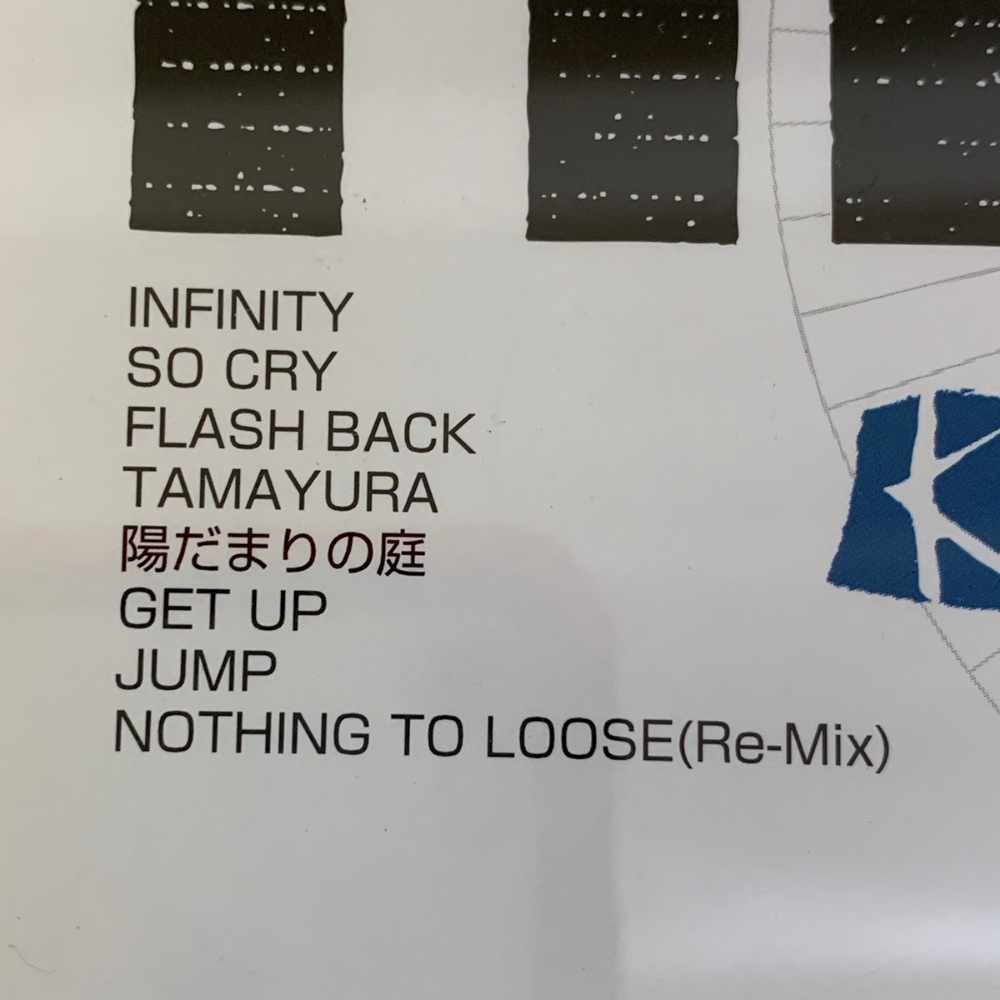 INFINITY
SO CRY
FLASH BACK
TAMAYURA
陽だまりの庭
GET UP
JUMP
NOTHING TO LOOSE(Re-Mix)